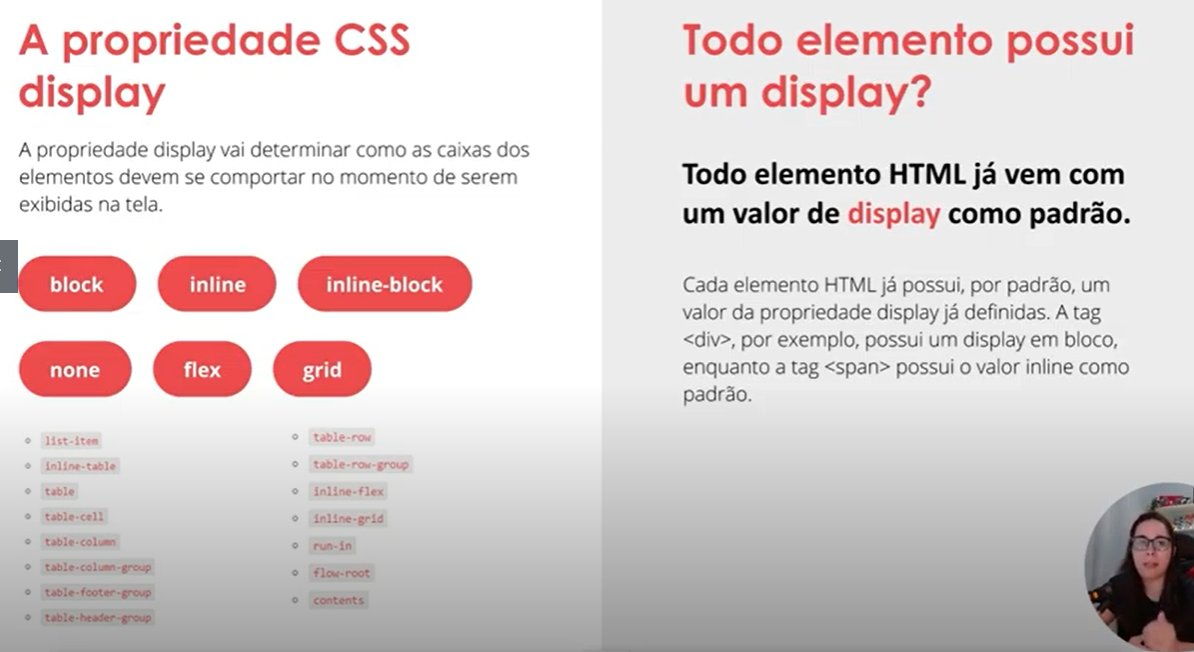 A propriedade CSS
display
A propriedade display vai determinar como as caixas dos
elementos devem se comportar no momento de serem
exibidas na tela.
block
inline
inline-block
none
flex
grid
list-item
inline-table
table
table-cell
table-column
table-column-group
table-footer-group
table-header-group
table-row
table-row-group
inline-flex
inline-grid
run-in
flow-root
contents
Todo elemento possui
um display?
Todo elemento HTML já vem com
um valor de display como padrão.
Cada elemento HTML já possui, por padrão, um
valor da propriedade display já definidas. A tag
<div>, por exemplo, possui um display em bloco,
enquanto a tag <span> possui o valor inline como
padrão.